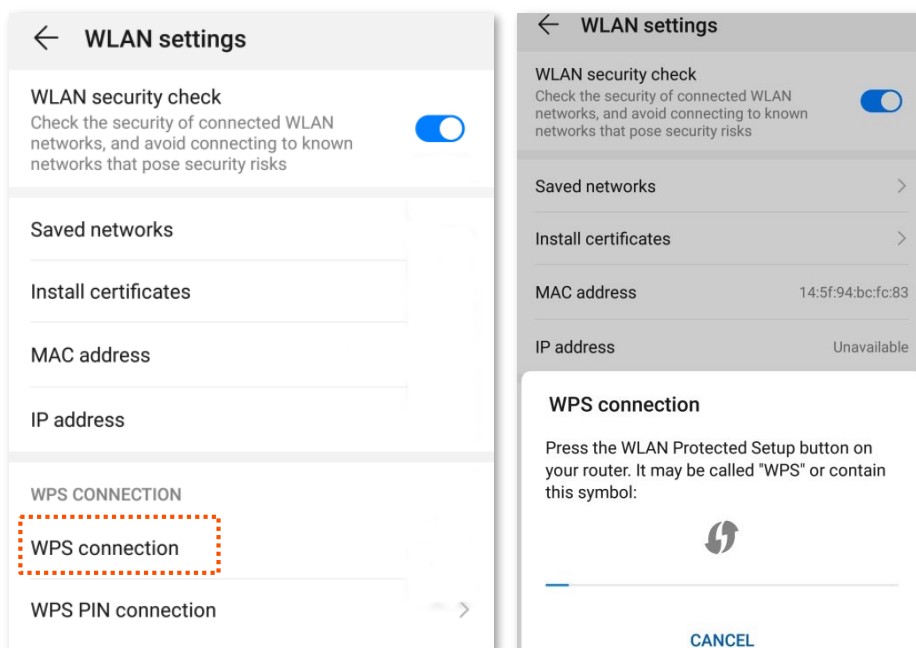 WLAN settings
WLAN security check
Check the security of connected WLAN
networks, and avoid connecting to known
networks that pose security risks
Saved networks
Install certificates
MAC address
IP address
WPS CONNECTION
WPS connection
WPS PIN connection
WLAN settings
WLAN security check
Check the security of connected WLAN
networks, and avoid connecting to known
networks that pose security risks
Saved networks
Install certificates
MAC address 14:5f:94:bc:fc:83
IP address Unavailable
WPS connection
Press the WLAN Protected Setup button on
your router. It may be called "WPS" or contain
this symbol:
CANCEL